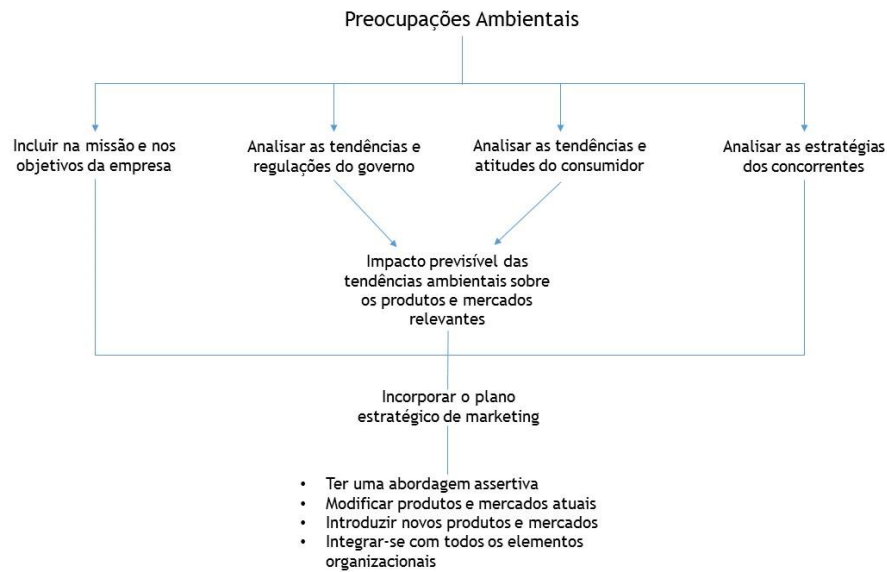 Preocupações Ambientais
Incluir na missão e nos
objetivos da empresa
Analisar as tendências e
regulações do governo
Analisar as tendências e
atitudes do consumidor
Analisar as estratégias
dos concorrentes
Impacto previsível das
tendências ambientais sobre
os produtos e mercados
relevantes
Incorporar o plano
estratégico de marketing
• Ter uma abordagem assertiva
• Modificar produtos e mercados atuais
• Introduzir novos produtos e mercados
• Integrar-se com todos os elementos
organizacionais